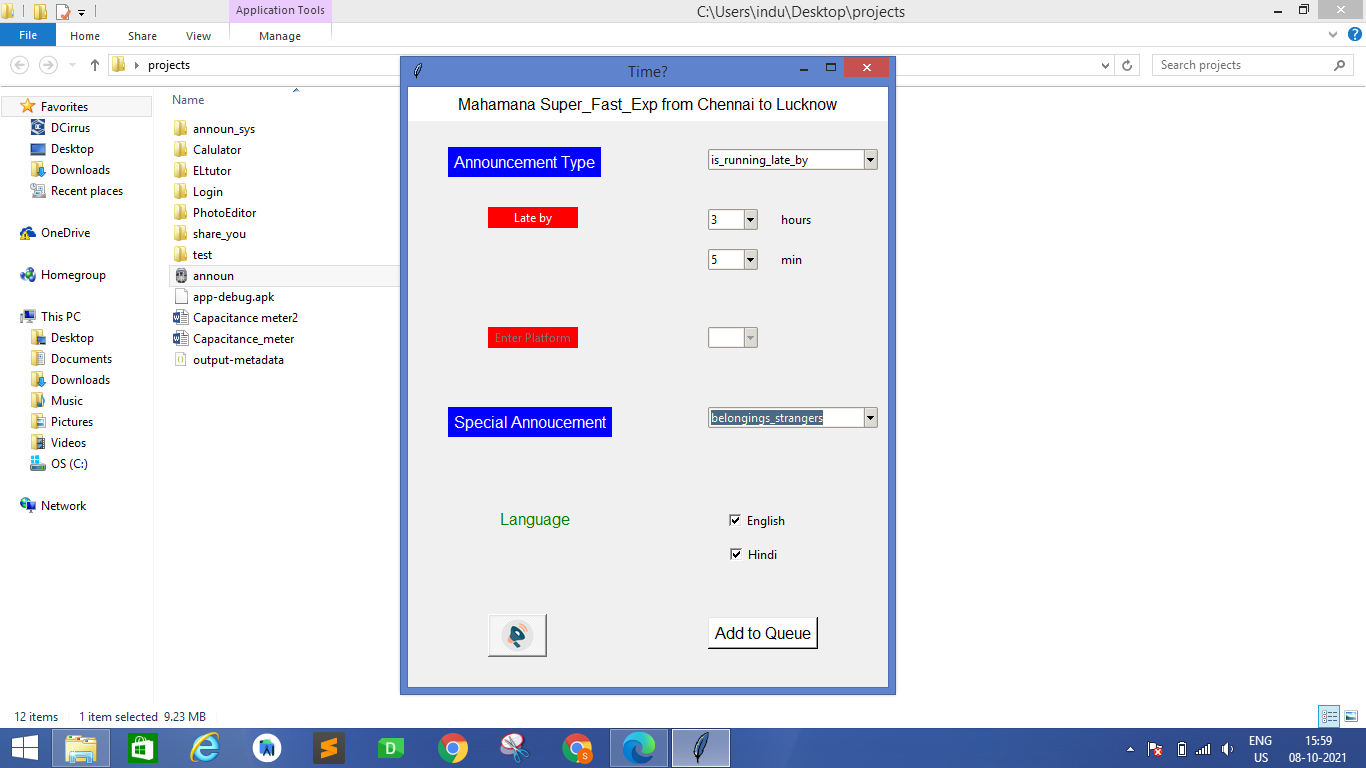 Application Tools
C:\Users\indu\Desktop\projects
File Home Share View Manage
projects
Search projects
Name
Favorites
DCirrus
Desktop
Downloads
Recent places
OneDrive
Homegroup
This PC
Desktop
Documents
Downloads
Music
Pictures
Videos
OS (C:)
Network
announ_sys
Calulator
ELtutor
Login
PhotoEditor
share_you
test
announ
app-debug.apk
Capacitance meter2
Capacitance_meter
output-metadata
Time?
Mahamana Super_Fast_Exp from Chennai to Lucknow
Announcement Type is_running_late_by
Late by 3 hours
5 min
Enter Platform
Special Annoucement belongings_strangers
Language English
Hindi
Add to Queue
12 items 1 item selected 9.23 MB
ENG 15:59
US 08-10-2021